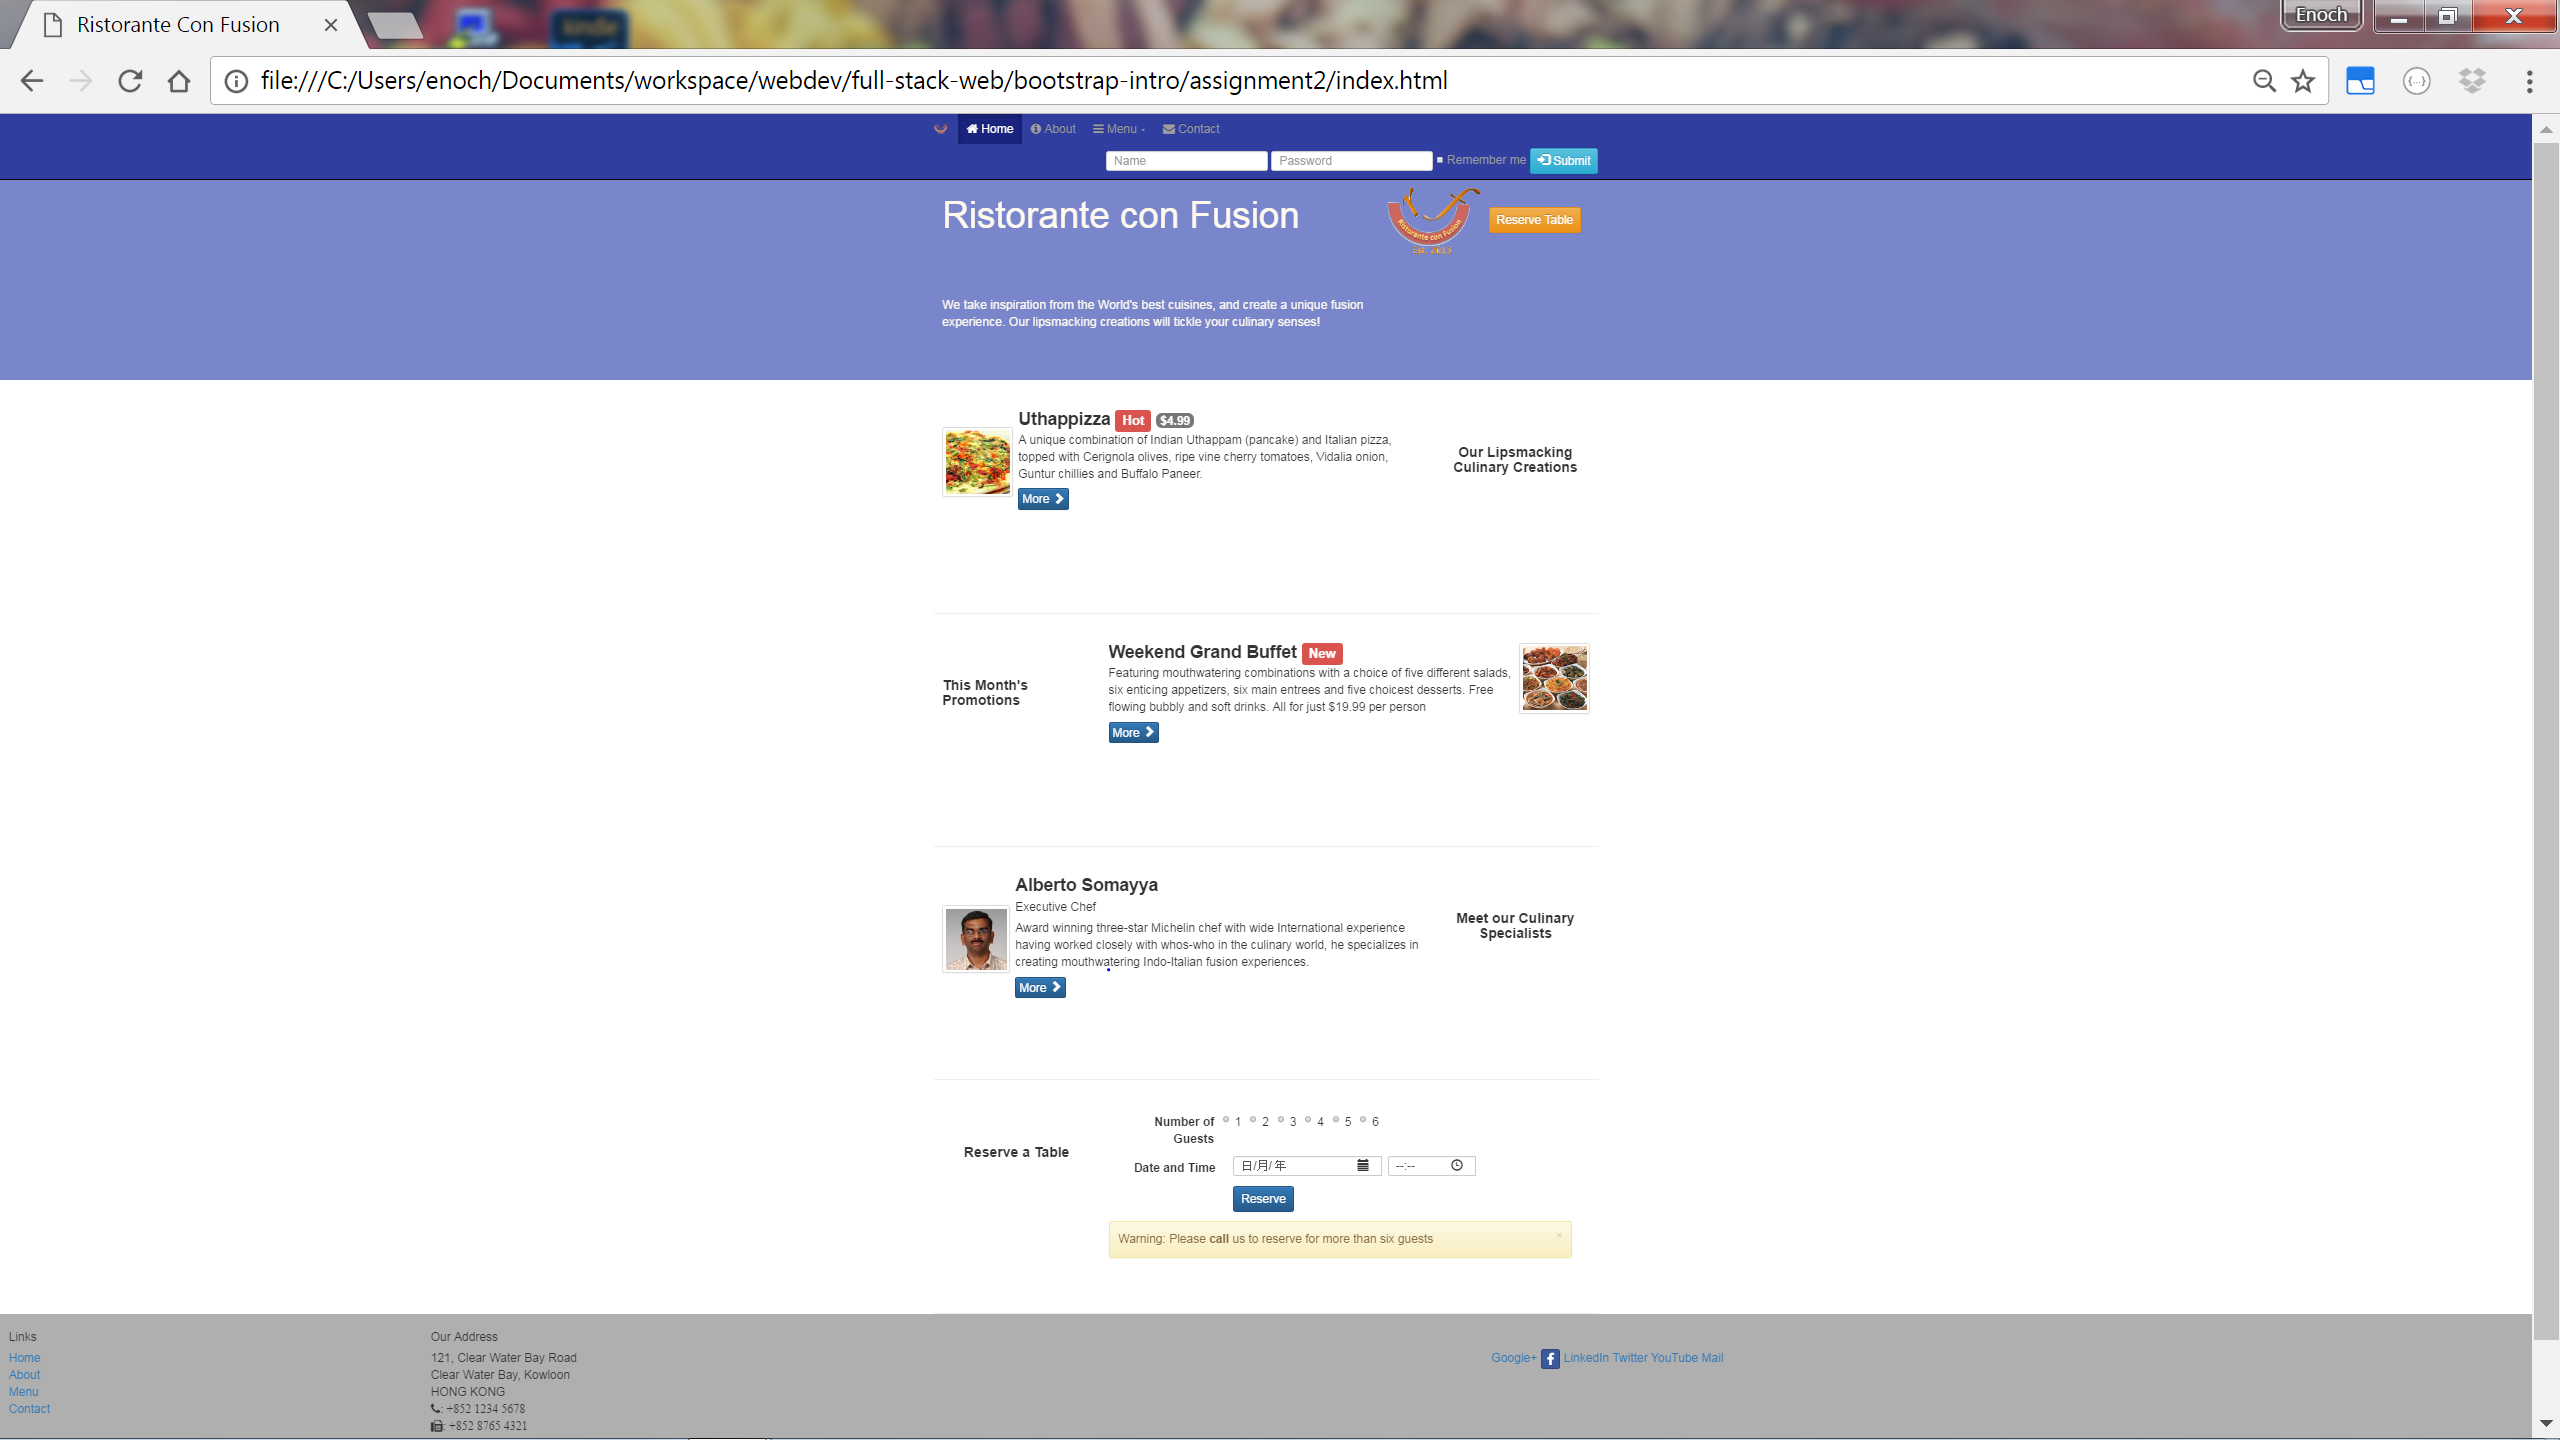 Ristorante Con Fusion
Enoch
file:///C:/Users/enoch/Documents/workspace/webdev/full-stack-web/bootstrap-intro/assignment2/index.html
Home About Menu Contact
Name Password Remember me Submit
Ristorante con Fusion
Ristorante con Fusion
Reserve Table
We take inspiration from the World's best cuisines, and create a unique fusion
experience. Our lipsmacking creations will tickle your culinary senses!
Uthappizza Hot $4.99
A unique combination of Indian Uthappam (pancake) and Italian pizza,
topped with Cerignola olives, ripe vine cherry tomatoes, Vidalia onion,
Guntur chillies and Buffalo Paneer.
More
Our Lipsmacking
Culinary Creations
This Month's
Promotions
Weekend Grand Buffet New
Featuring mouthwatering combinations with a choice of five different salads,
six enticing appetizers, six main entrees and five choicest desserts. Free
flowing bubbly and soft drinks. All for just $19.99 per person
More
Alberto Somayya
Executive Chef
Award winning three-star Michelin chef with wide International experience
having worked closely with whos-who in the culinary world, he specializes in
creating mouthwatering Indo-Italian fusion experiences.
More
Meet our Culinary
Specialists
Reserve a Table
Number of
Guests
1 2 3 4 5 6
Date and Time
日/月/年
--:--
Reserve
Warning: Please call us to reserve for more than six guests ×
Links
Home
About
Menu
Contact
Our Address
121, Clear Water Bay Road
Clear Water Bay, Kowloon
HONG KONG
: +852 1234 5678
: +852 8765 4321
Google+ LinkedIn Twitter YouTube Mail